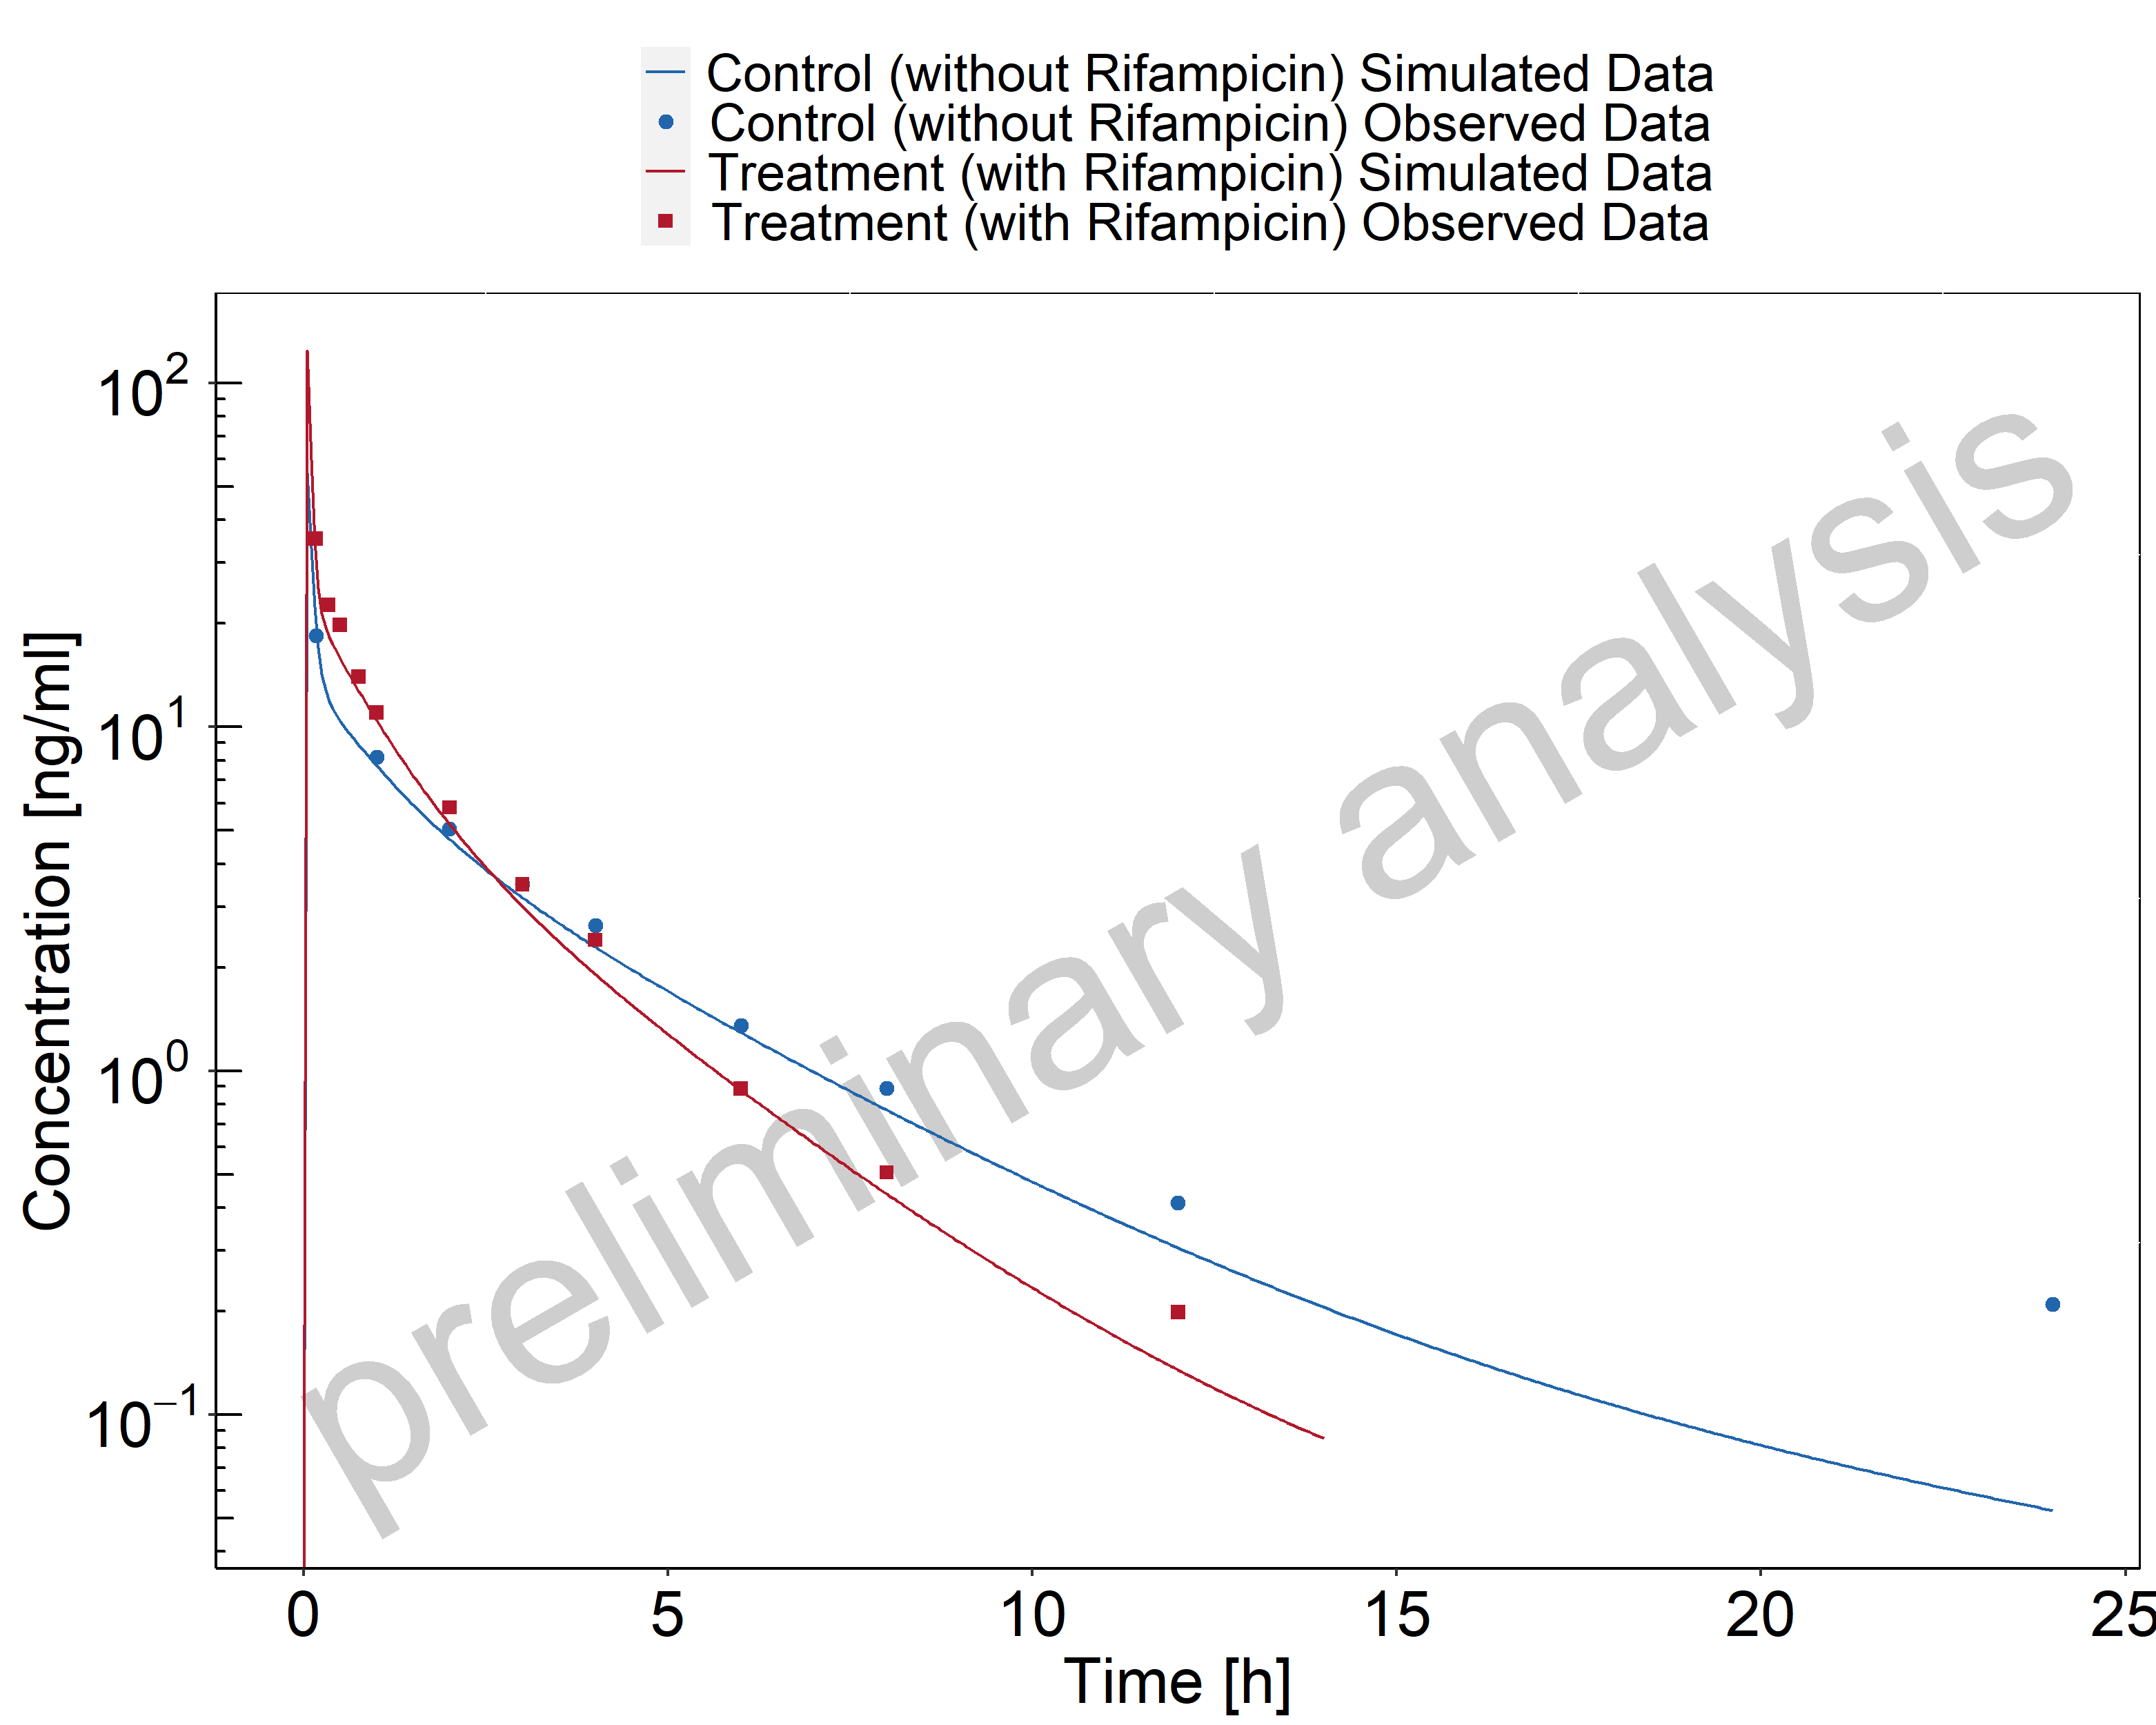 Control (without Rifampicin) Simulated Data
Control (without Rifampicin) Observed Data
Treatment (with Rifampicin) Simulated Data
Treatment (with Rifampicin) Observed Data
10²
10¹
10⁰
10⁻¹
Concentration [ng/ml]
preliminary analysis
0 5 10 15 20 25
Time [h]